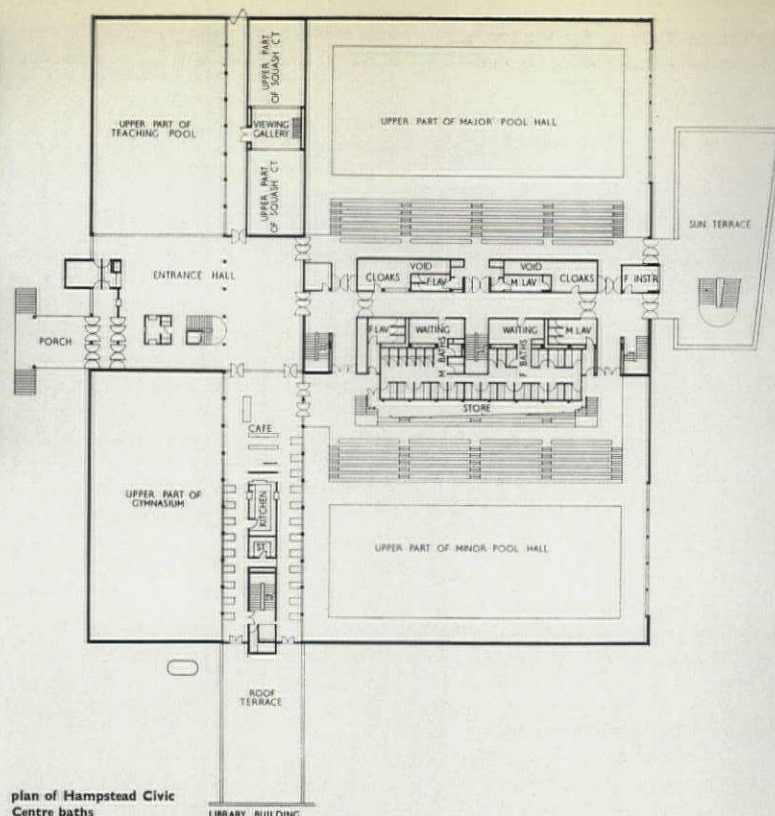 UPPER PART
OF SQUASH CT
UPPER PART OF
TEACHING POOL
VIEWING
GALLERY
UPPER PART OF MAJOR POOL HALL
UPPER PART
OF SQUASH CT
SUN TERRACE
ENTRANCE HALL
VOID
VOID
CLOAKS
F LAV
M LAV
CLOAKS
F INSTR
PORCH
F LAV
WAITING
WAITING
M LAV
M BATHS
F BATHS
STORE
CAFE
UPPER PART OF
GYMNASIUM
KITCHEN
ST
UPPER PART OF MINOR POOL HALL
ROOF
TERRACE
plan of Hampstead Civic
Centre baths
LIBRARY BUILDING